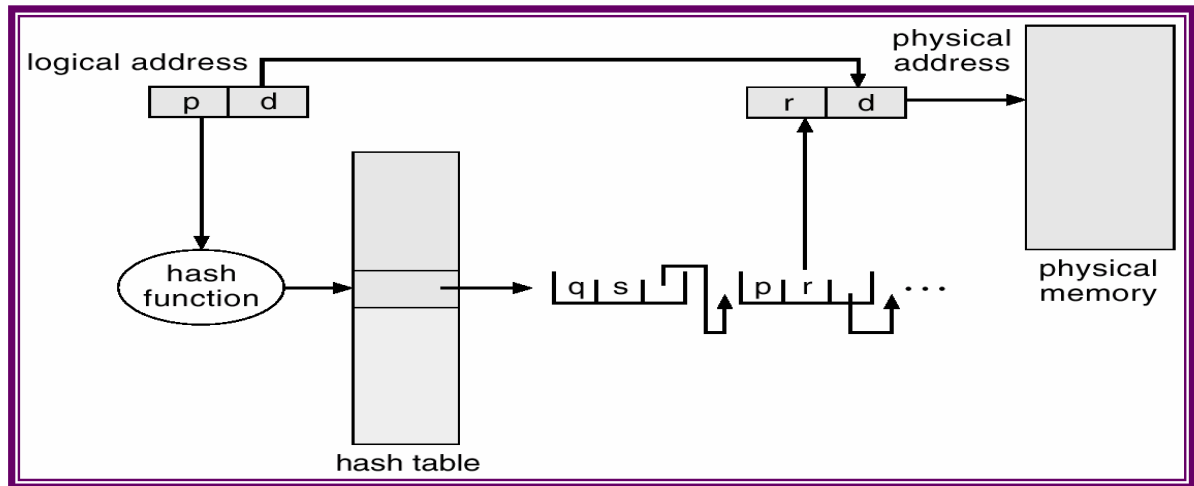 logical address
p d
hash
function
hash table
q s
p r
...
r d
physical
address
physical
memory